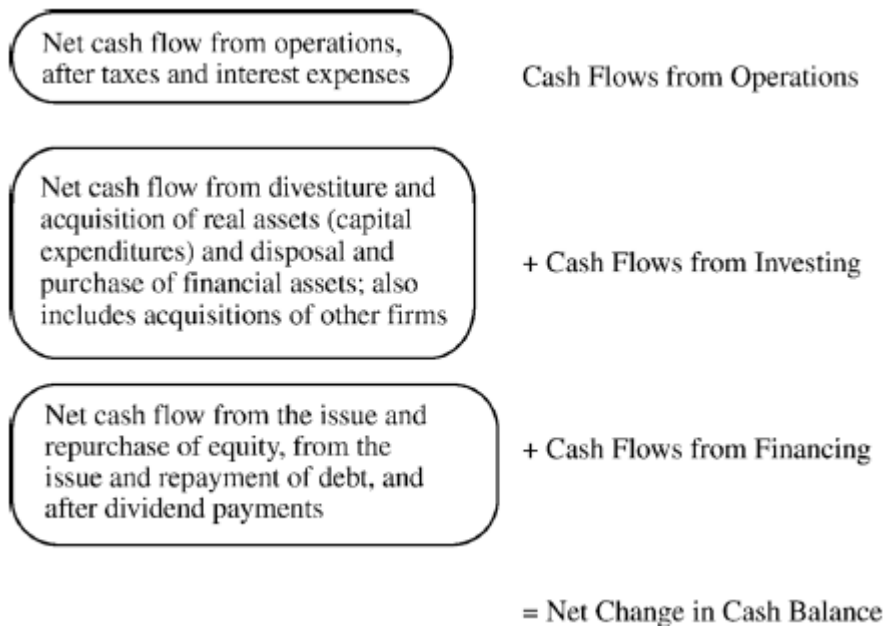 Net cash flow from operations,
after taxes and interest expenses
Cash Flows from Operations
Net cash flow from divestiture and
acquisition of real assets (capital
expenditures) and disposal and
purchase of financial assets; also
includes acquisitions of other firms
+ Cash Flows from Investing
Net cash flow from the issue and
repurchase of equity, from the
issue and repayment of debt, and
after dividend payments
+ Cash Flows from Financing
= Net Change in Cash Balance